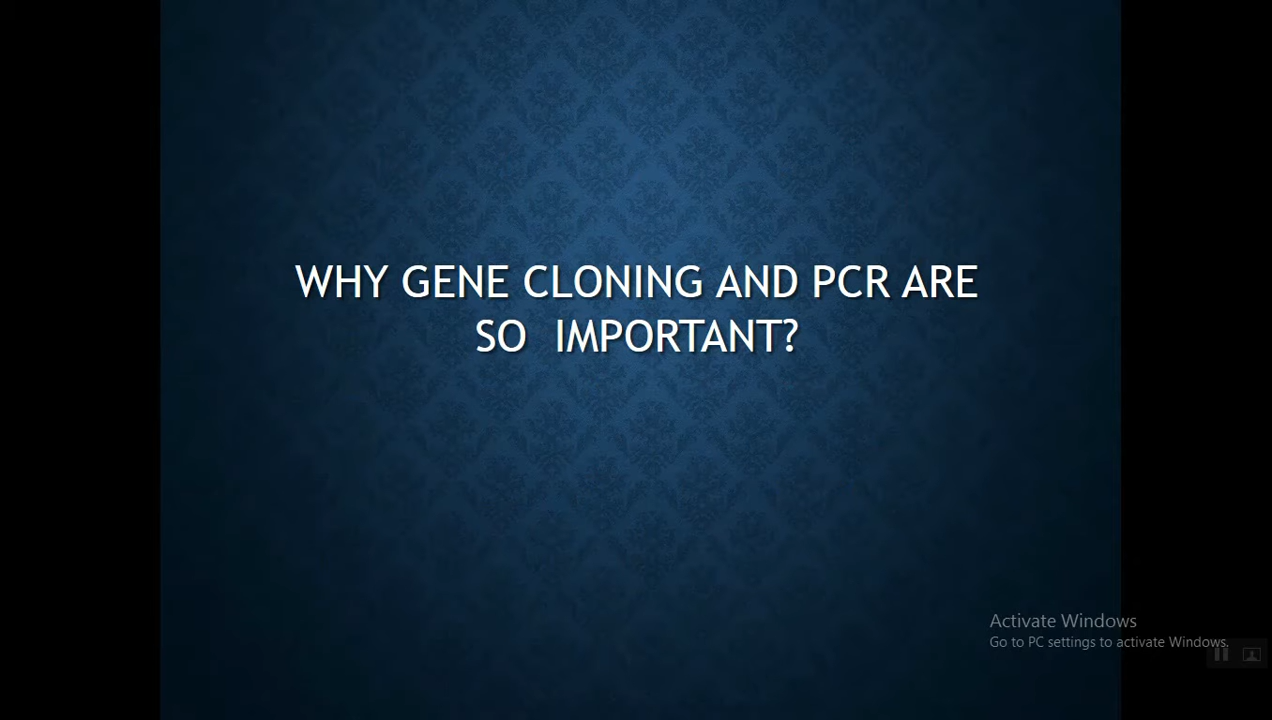 WHY GENE CLONING AND PCR ARE
SO IMPORTANT?
Activate Windows
Go to PC settings to activate Windows.